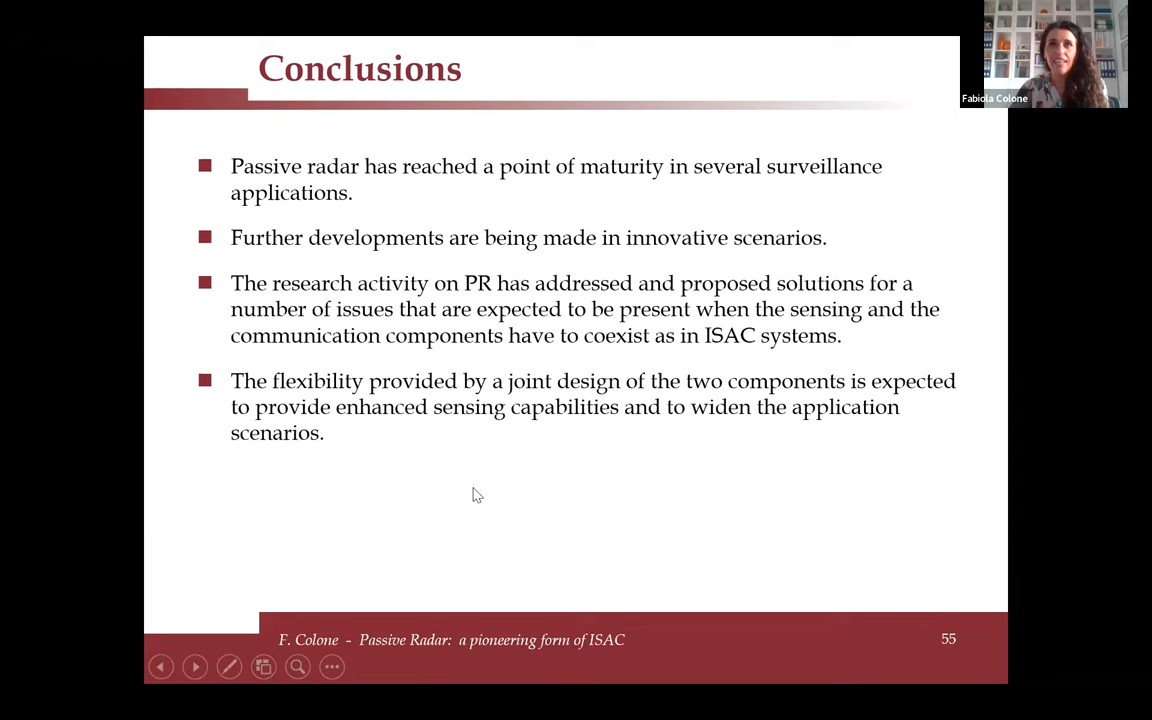 Conclusions
Fabiola Colone
Passive radar has reached a point of maturity in several surveillance
applications.
Further developments are being made in innovative scenarios.
The research activity on PR has addressed and proposed solutions for a
number of issues that are expected to be present when the sensing and the
communication components have to coexist as in ISAC systems.
The flexibility provided by a joint design of the two components is expected
to provide enhanced sensing capabilities and to widen the application
scenarios.
F. Colone - Passive Radar: a pioneering form of ISAC
55